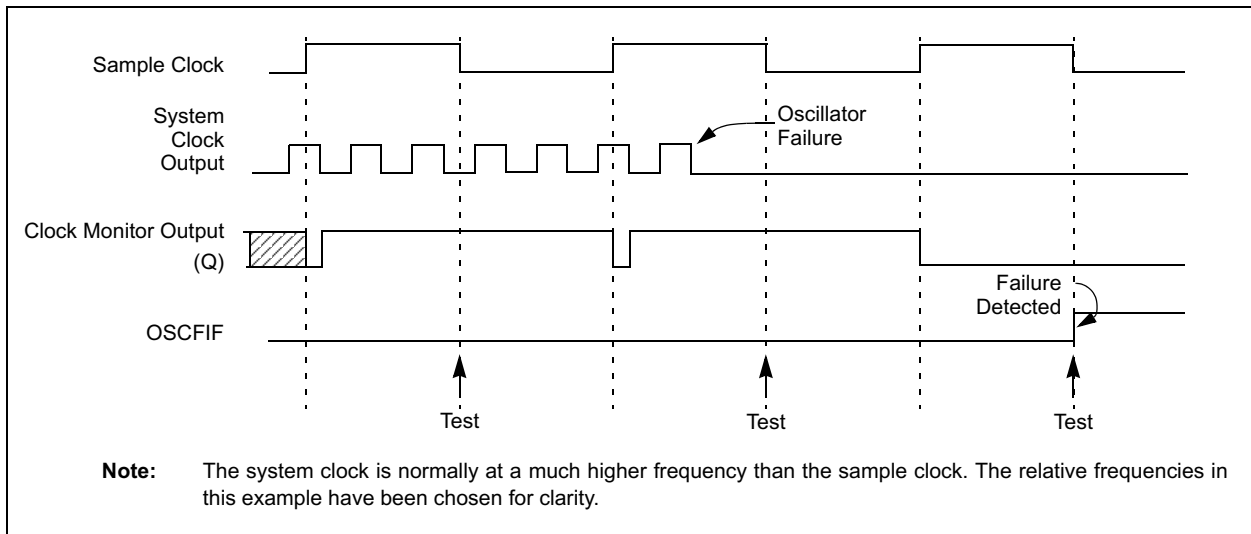 Sample Clock
System
Clock
Output
Oscillator
Failure
Clock Monitor Output
(Q)
Failure
Detected
OSCFIF
Test
Test
Test
Note: The system clock is normally at a much higher frequency than the sample clock. The relative frequencies in
this example have been chosen for clarity.